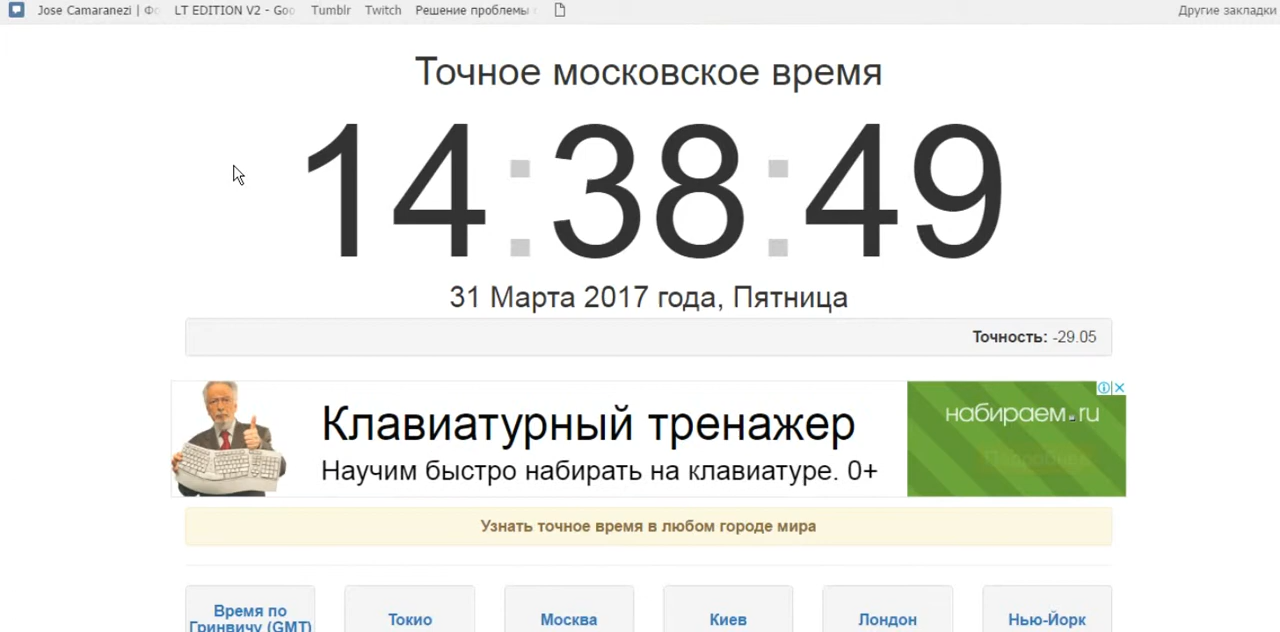 Jose Camaranezi | Фо LT EDITION V2 - Goo Tumblr Twitch Решение проблемы Другие закладки
Точное московское время
14:38:49
31 Марта 2017 года, Пятница
Точность: -29.05
Клавиатурный тренажер
набираем.ru
Научим быстро набирать на клавиатуре. 0+
Подробнее
Узнать точное время в любом городе мира
Время по
Гринвичу (GMT)
Токио
Москва
Киев
Лондон
Нью-Йорк